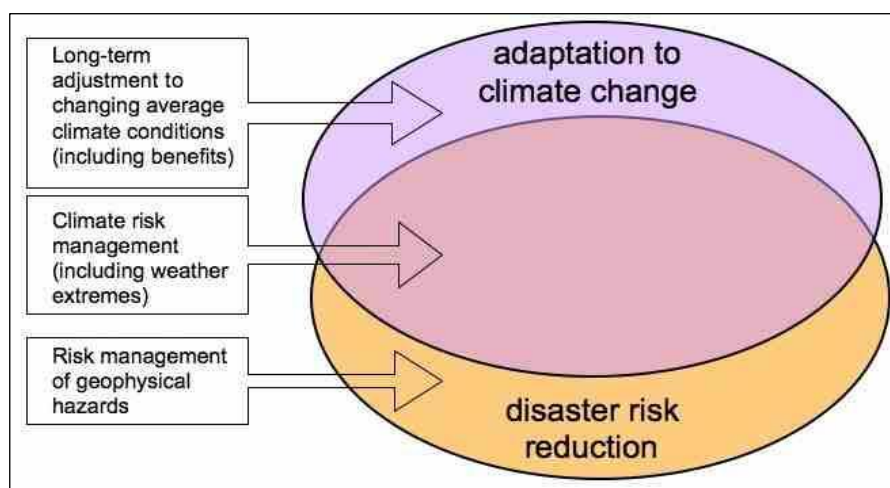 Long-term
adjustment to
changing average
climate conditions
(including benefits)
adaptation to
climate change
Climate risk
management
(including weather
extremes)
Risk management
of geophysical
hazards
disaster risk
reduction